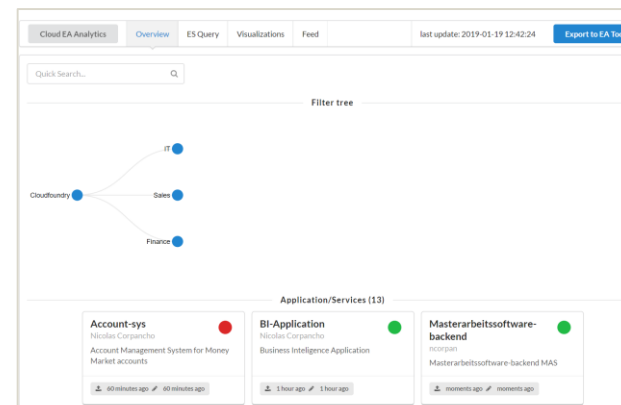 Cloud EA Analytics Overview ES Query Visualizations Feed last update: 2019-01-19 12:42:24 Export to EA Too
Quick Search...
Filter tree
IT
Cloudfoundry Sales
Finance
Application/Services (13)
Account-sys
Nicolas Corpancho
Account Management System for Money
Market accounts
60 minutes ago 60 minutes ago
BI-Application
Nicolas Corpancho
Business Inteligence Application
1 hour ago 1 hour ago
Masterarbeitssoftware-
backend
ncorpan
Masterarbeitssoftware-backend MAS
moments ago moments ago